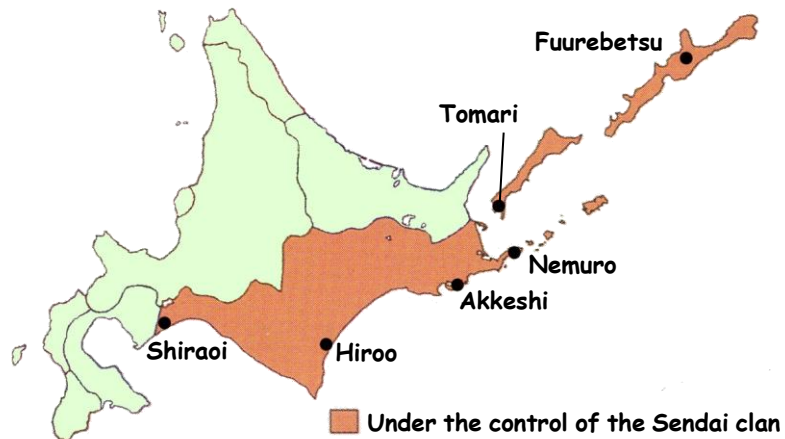 Fuurebetsu
Tomari
Nemuro
Akkeshi
Shiraoi
Hiroo
Under the control of the Sendai clan